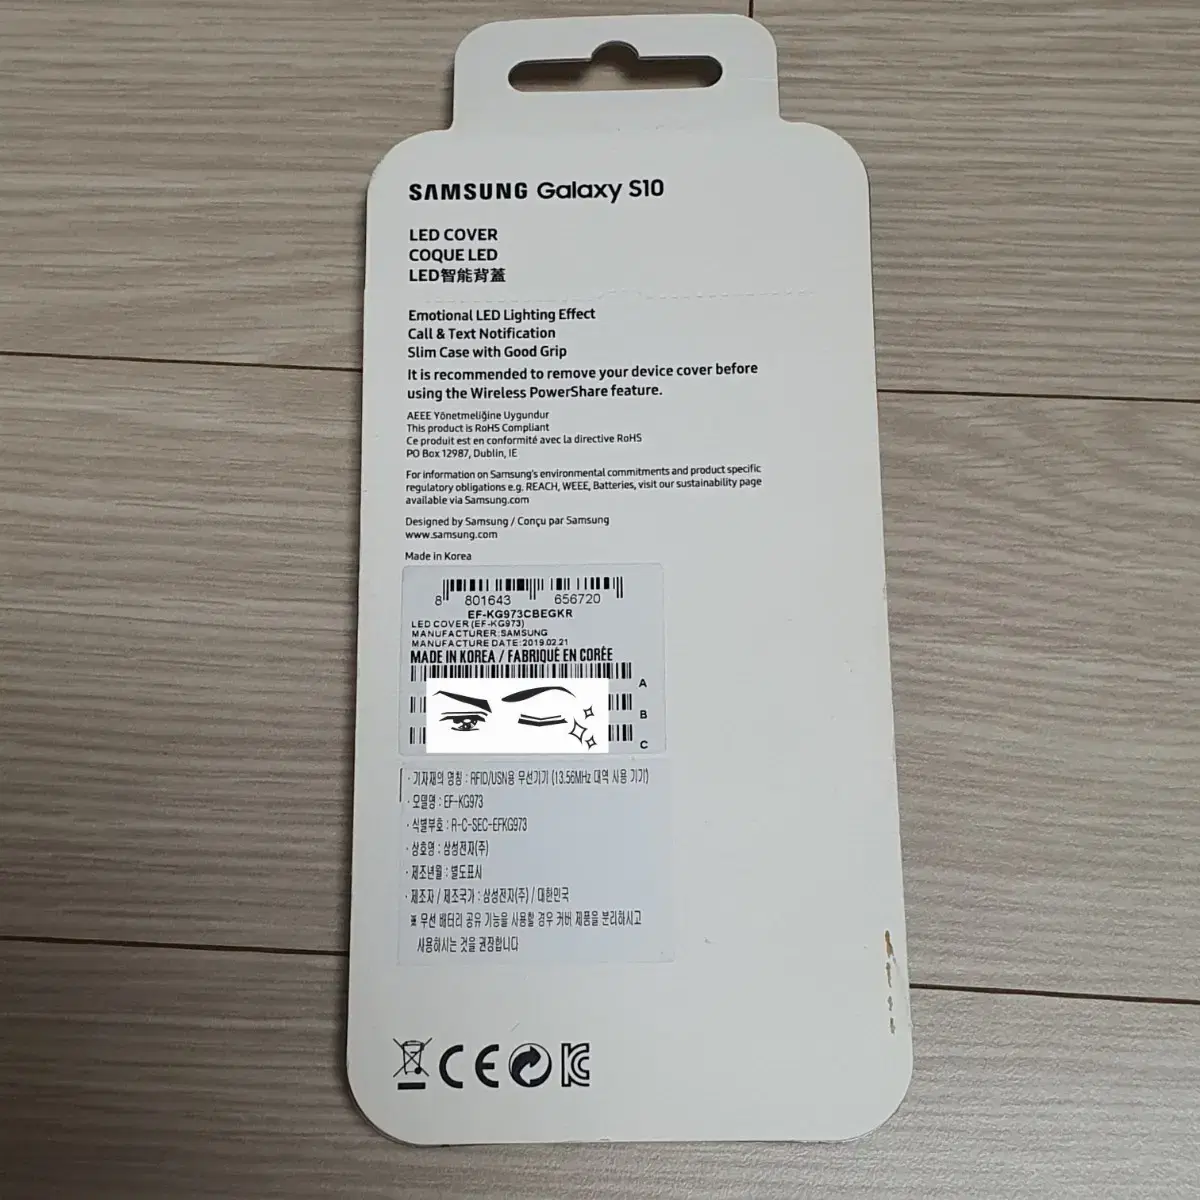 SAMSUNG Galaxy S10
LED COVER
COQUE LED
LED智能背蓋
Emotional LED Lighting Effect
Call & Text Notification
Slim Case with Good Grip
It is recommended to remove your device cover before
using the Wireless PowerShare feature.
AEEE Yönetmeliğine Uygundur
This product is RoHS Compliant
Ce produit est en conformité avec la directive RoHS
PO Box 12987, Dublin, IE
For information on Samsung's environmental commitments and product specific
regulatory obligations e.g. REACH, WEEE, Batteries, visit our sustainability page
available via Samsung.com
Designed by Samsung / Conçu par Samsung
www.samsung.com
Made in Korea
8 801643 656720
EF-KG973CBEGKR
LED COVER (EF-KG973)
MANUFACTURER:SAMSUNG
MANUFACTURE DATE:2019.02.21
MADE IN KOREA / FABRIQUÉ EN CORÉE
A
B
C
· 기자재의 명칭 : RFID/USN용 무선기기 (13.56MHz 대역 사용 기기)
· 모델명 : EF-KG973
· 식별부호 : R-C-SEC-EFKG973
· 상호명 : 삼성전자(주)
· 제조년월 : 별도표시
· 제조자 / 제조국가 : 삼성전자(주) / 대한민국
※ 무선 배터리 공유 기능을 사용할 경우 커버 제품을 분리하시고
사용하시는 것을 권장합니다